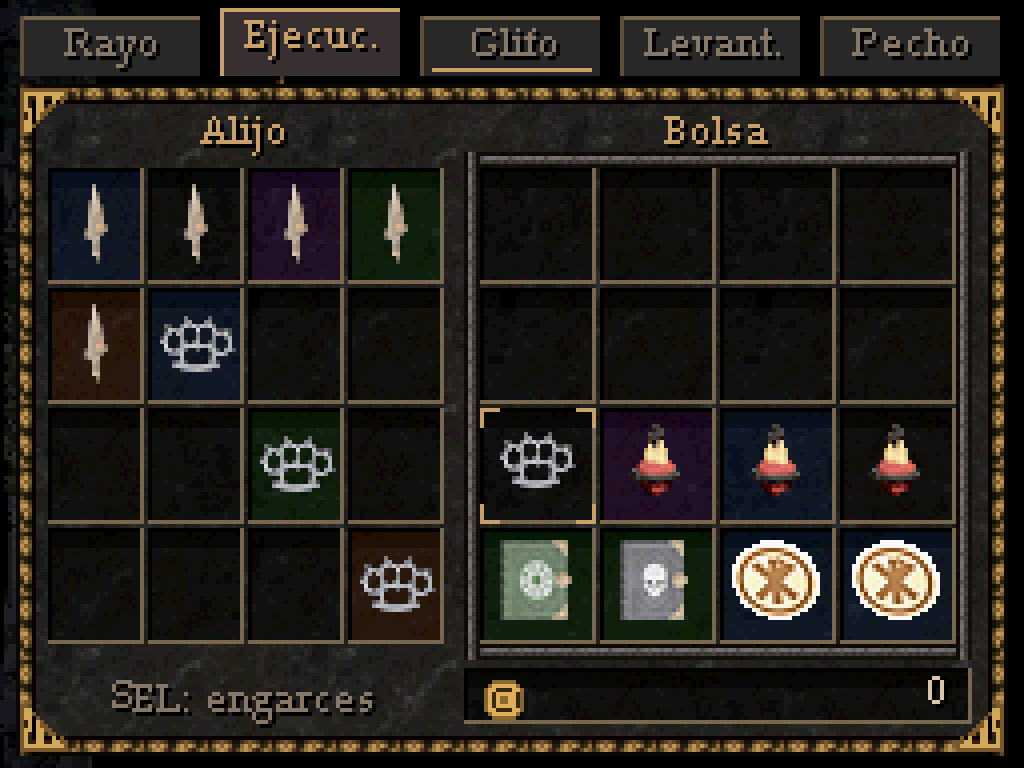 Rayo
Ejecuc.
Glifo
Levant.
Pecho
Alijo
Bolsa
SEL: engarces
0